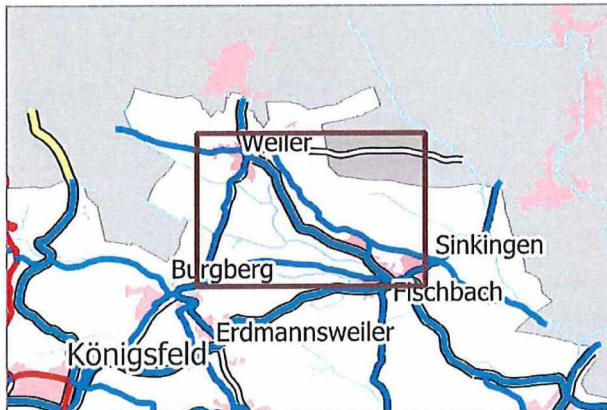 Weiler
Sinkingen
Burgberg
Fischbach
Erdmannsweiler
Königsfeld